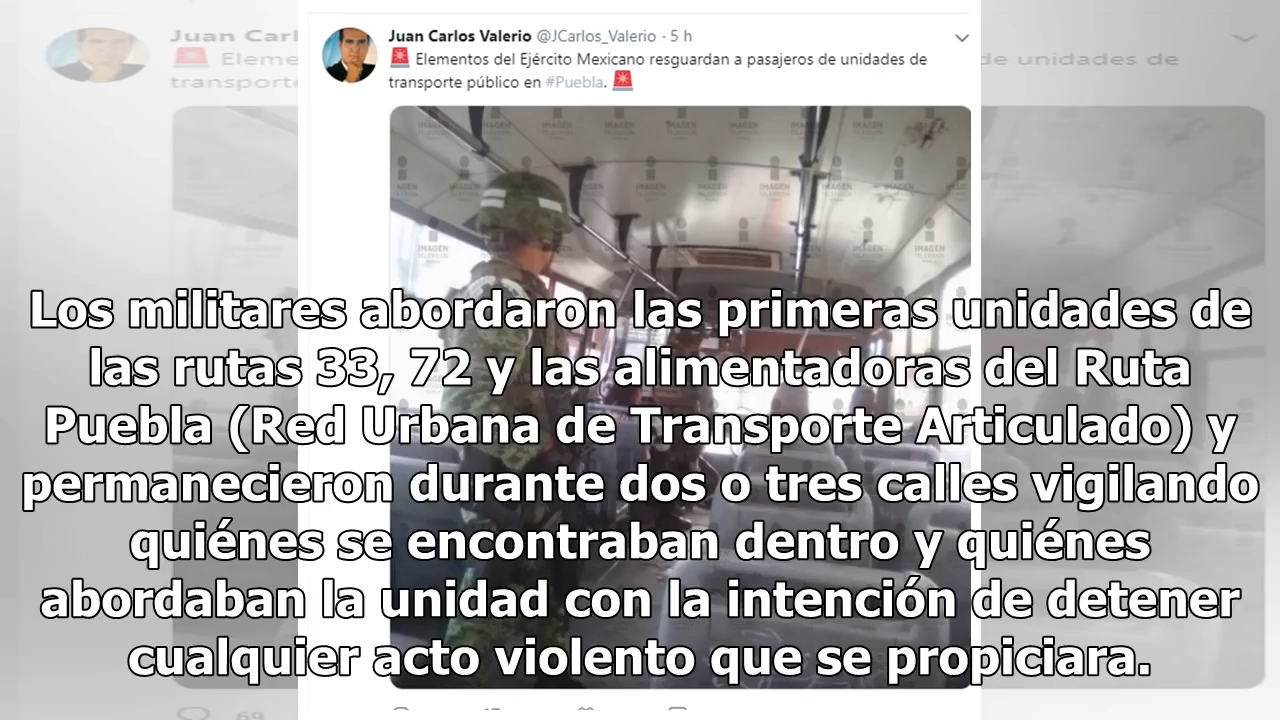 Juan Carlos Valerio @JCarlos_Valerio · 5 h
🚨 Elementos del Ejército Mexicano resguardan a pasajeros de unidades de
transporte público en #Puebla. 🚨
IMAGEN
TELEVISIÓN
Los militares abordaron las primeras unidades de
las rutas 33, 72 y las alimentadoras del Ruta
Puebla (Red Urbana de Transporte Articulado) y
permanecieron durante dos o tres calles vigilando
quiénes se encontraban dentro y quiénes
abordaban la unidad con la intención de detener
cualquier acto violento que se propiciara.
69